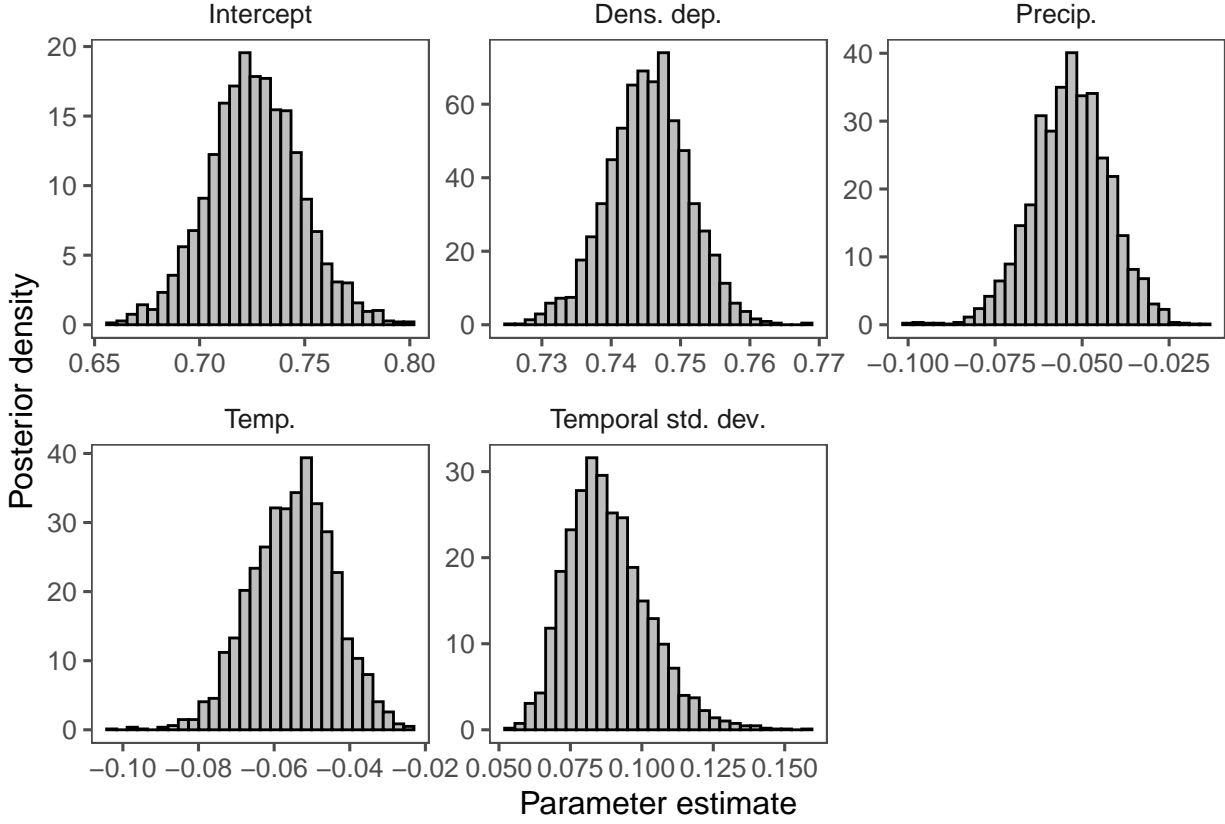 Intercept
Dens. dep.
Precip.
20
15
10
5
0
0.65 0.70 0.75 0.80
60
40
20
0
0.73 0.74 0.75 0.76 0.77
40
30
20
10
0
−0.100 −0.075 −0.050 −0.025
Posterior density
Temp.
Temporal std. dev.
40
30
20
10
0
−0.10 −0.08 −0.06 −0.04 −0.02
30
20
10
0
0.050 0.075 0.100 0.125 0.150
Parameter estimate